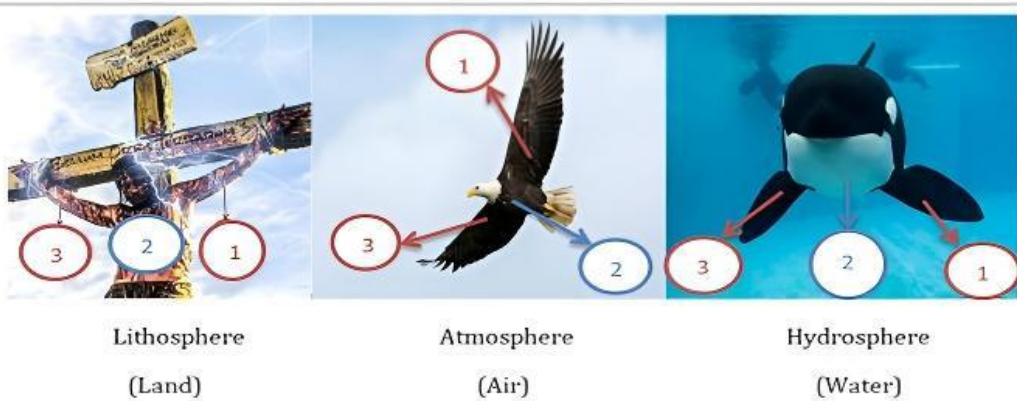 3
2
1
1
3
2
3
2
1
Lithosphere
Atmosphere
Hydrosphere
(Land)
(Air)
(Water)